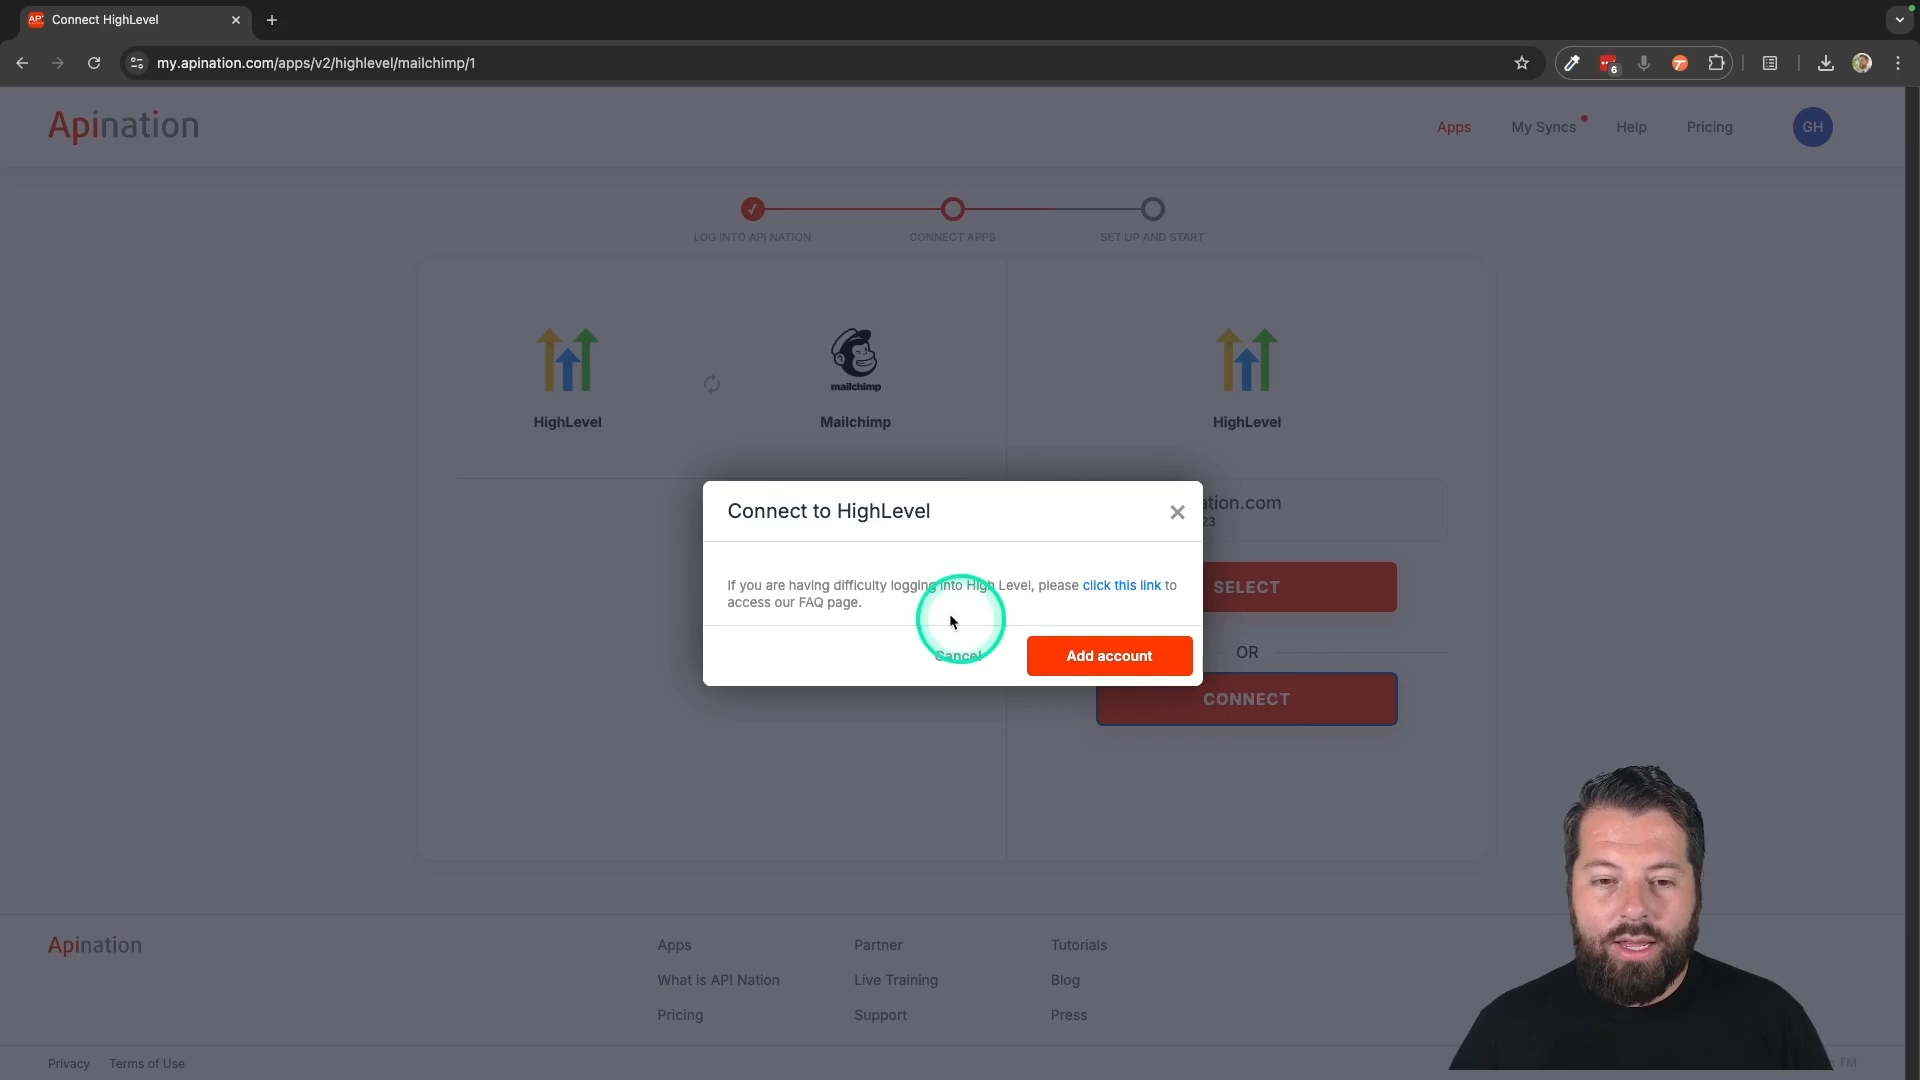 Connect HighLevel
my.apination.com/apps/v2/highlevel/mailchimp/1
6
Apination
Apps
My Syncs
Help
Pricing
GH
LOG INTO API NATION
CONNECT APPS
SET UP AND START
mailchimp
HighLevel
Mailchimp
HighLevel
Connect to HighLevel
ation.com
23
If you are having difficulty logging into High Level, please click this link to
access our FAQ page.
SELECT
OR
Cancel
Add account
CONNECT
Apination
Apps
Partner
Tutorials
What is API Nation
Live Training
Blog
Pricing
Support
Press
Privacy
Terms of Use
TM